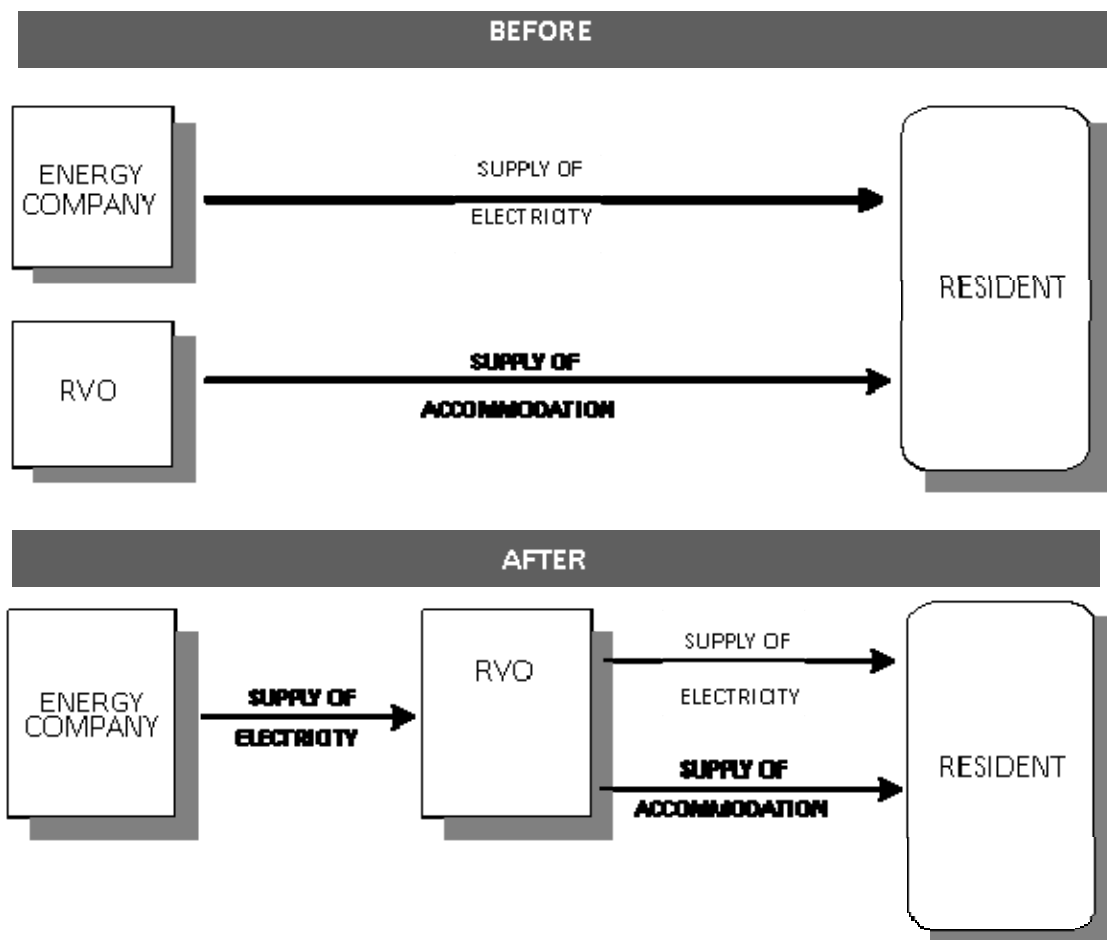 BEFORE
ENERGY
COMPANY
SUPPLY OF
ELECTRICITY
RESIDENT
RVO
SUPPLY OF
ACCOMMODATION
AFTER
ENERGY
COMPANY
SUPPLY OF
ELECTRICITY
RVO
SUPPLY OF
ELECTRICITY
SUPPLY OF
ACCOMMODATION
RESIDENT